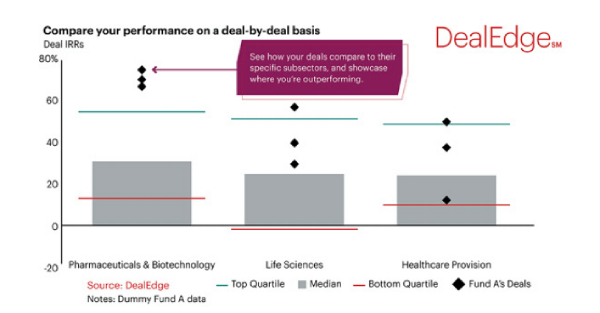 Compare your performance on a deal-by-deal basis
DealEdge℠
Deal IRRs
80%
See how your deals compare to their
specific subsectors, and showcase
where you're outperforming.
60
40
20
0
-20
Pharmaceuticals & Biotechnology
Life Sciences
Healthcare Provision
Source: DealEdge
Top Quartile
Median
Bottom Quartile
Fund A's Deals
Notes: Dummy Fund A data